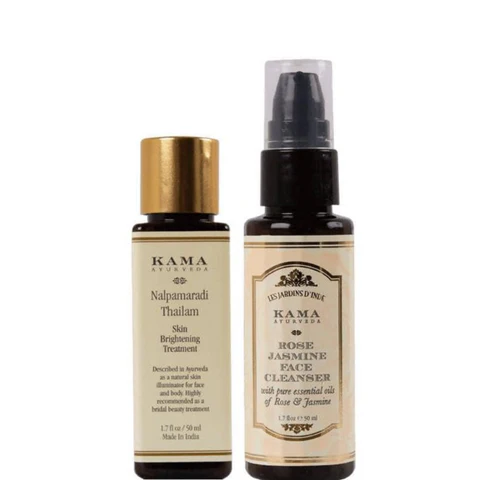 KAMA
AYURVEDA
Nalpamaradi
Thailam
Skin
Brightening
Treatment
Described in Ayurveda
as a natural skin
illuminator for face
and body. Highly
recommended as a
bridal beauty treatment
1.7 fl oz / 50 ml
Made In India
LES JARDINS D'INDE
KAMA
AYURVEDA
ROSE
JASMINE
FACE
CLEANSER
with pure essential oils
of Rose & Jasmine
1.7 fl oz / 50 ml